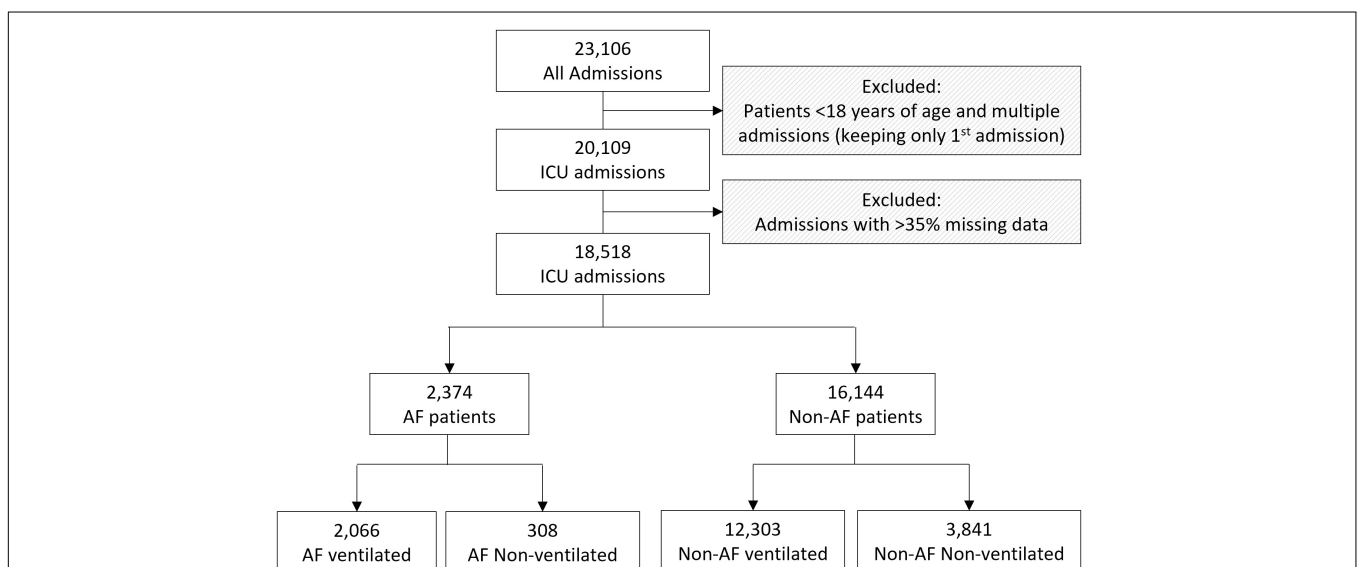 23,106
All Admissions
Excluded:
Patients <18 years of age and multiple
admissions (keeping only 1st admission)
20,109
ICU admissions
Excluded:
Admissions with >35% missing data
18,518
ICU admissions
2,374
AF patients
16,144
Non-AF patients
2,066
AF ventilated
308
AF Non-ventilated
12,303
Non-AF ventilated
3,841
Non-AF Non-ventilated